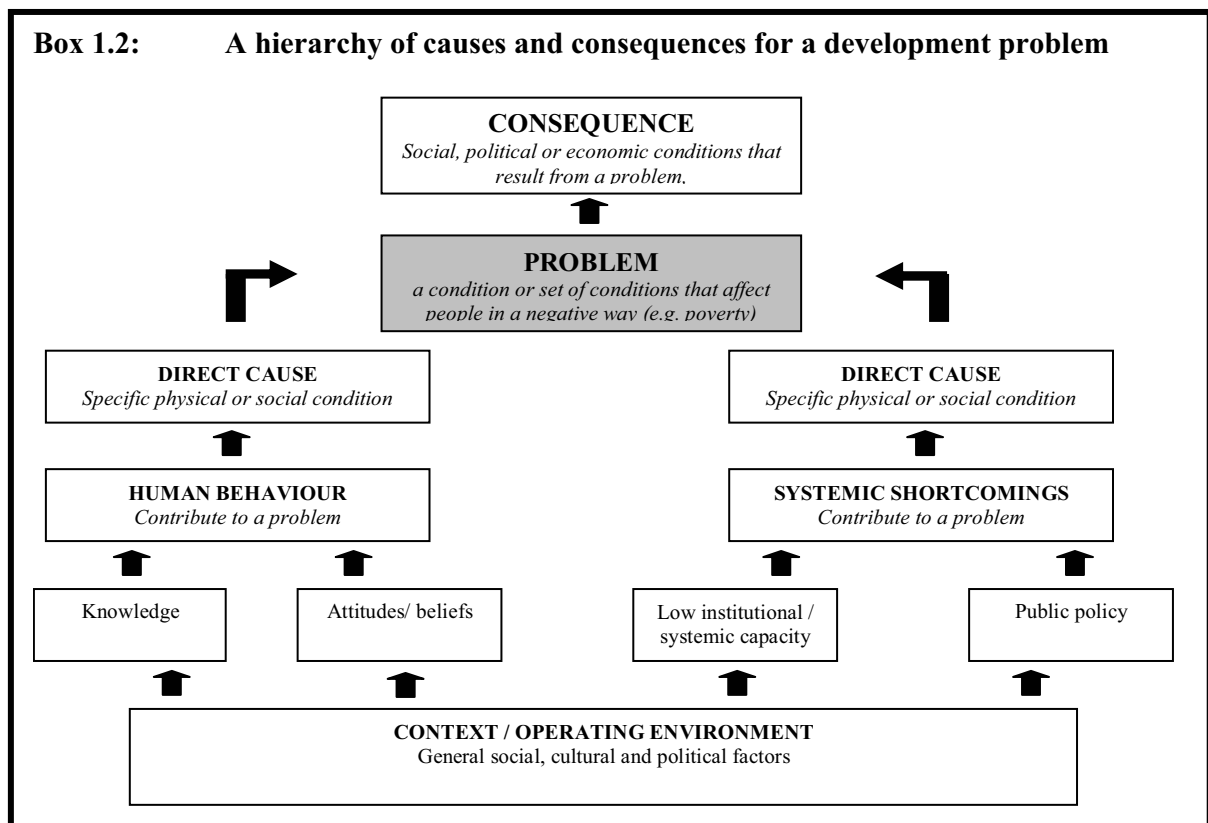 Box 1.2: A hierarchy of causes and consequences for a development problem
CONSEQUENCE
Social, political or economic conditions that
result from a problem.
PROBLEM
a condition or set of conditions that affect
people in a negative way (e.g. poverty)
DIRECT CAUSE
Specific physical or social condition
DIRECT CAUSE
Specific physical or social condition
HUMAN BEHAVIOUR
Contribute to a problem
SYSTEMIC SHORTCOMINGS
Contribute to a problem
Knowledge
Attitudes/ beliefs
Low institutional /
systemic capacity
Public policy
CONTEXT / OPERATING ENVIRONMENT
General social, cultural and political factors